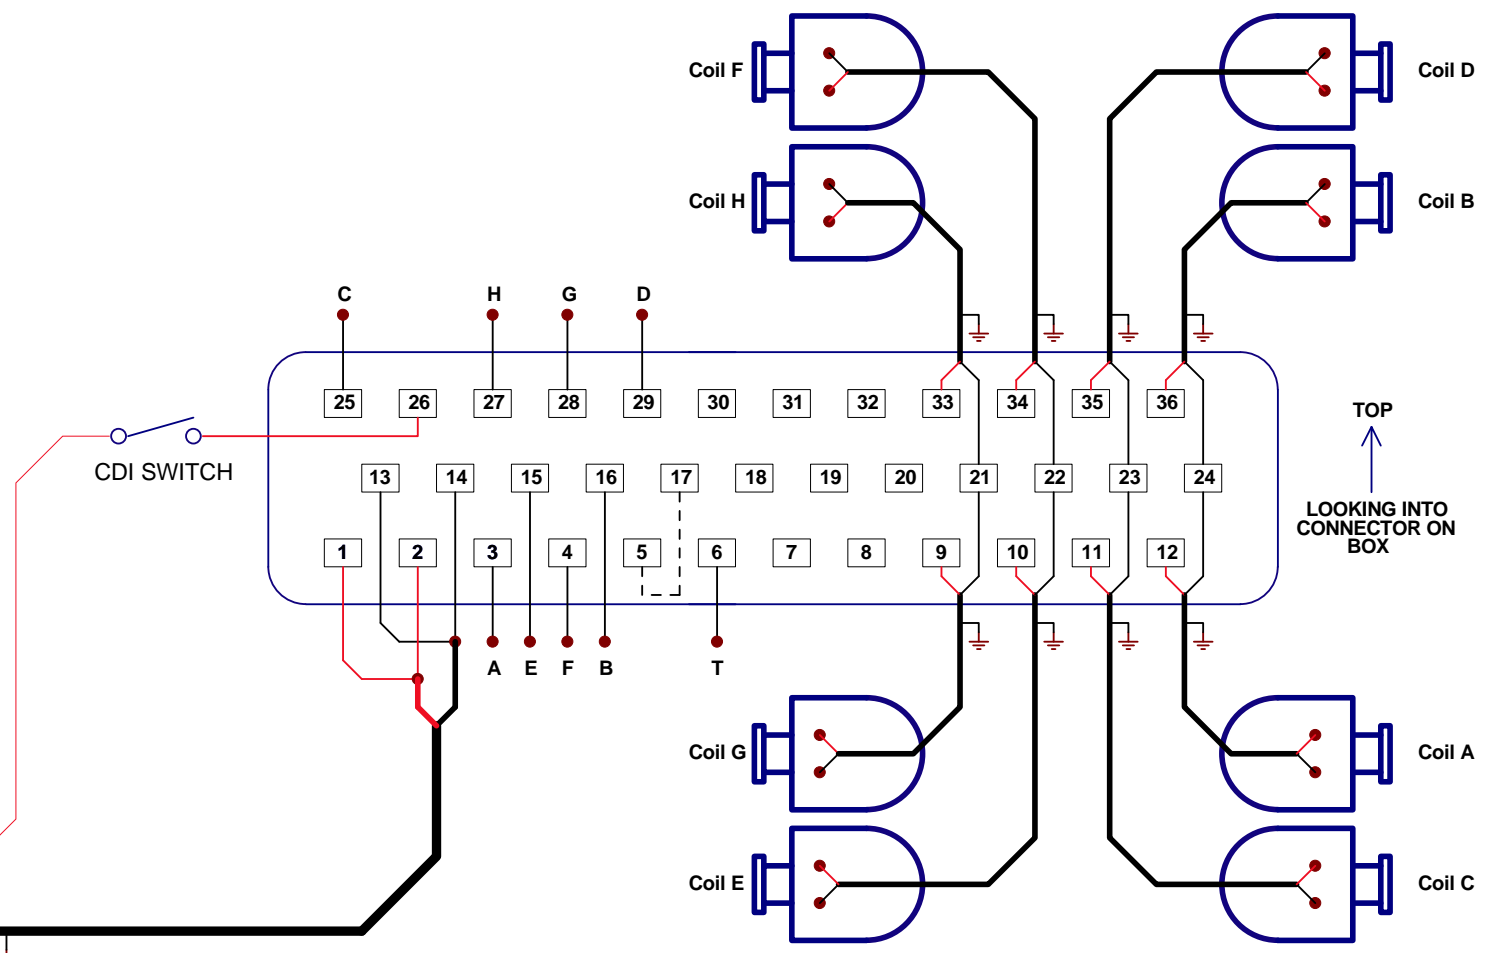 Coil F
Coil D
Coil H
Coil B
C
H
G
D
25
26
27
28
29
30
31
32
33
34
35
36
TOP
CDI SWITCH
13
14
15
16
17
18
19
20
21
22
23
24
LOOKING INTO
CONNECTOR ON
BOX
1
2
3
4
5
6
7
8
9
10
11
12
A
E
F
B
T
Coil G
Coil A
Coil E
Coil C